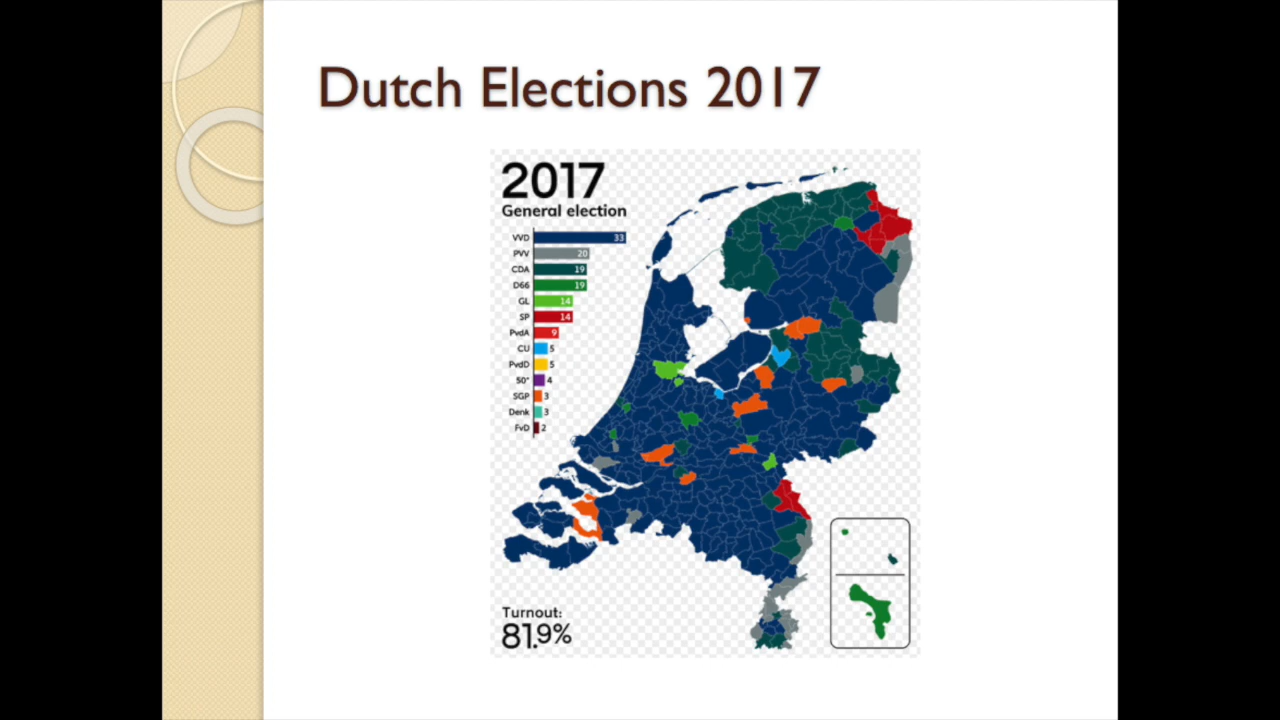 Dutch Elections 2017
2017
General election
VVD 33
PVV 20
CDA 19
D66 19
GL 14
SP 14
PvdA 9
CU 5
PvdD 5
50+ 4
SGP 3
Denk 3
FvD 2
Turnout:
81.9%